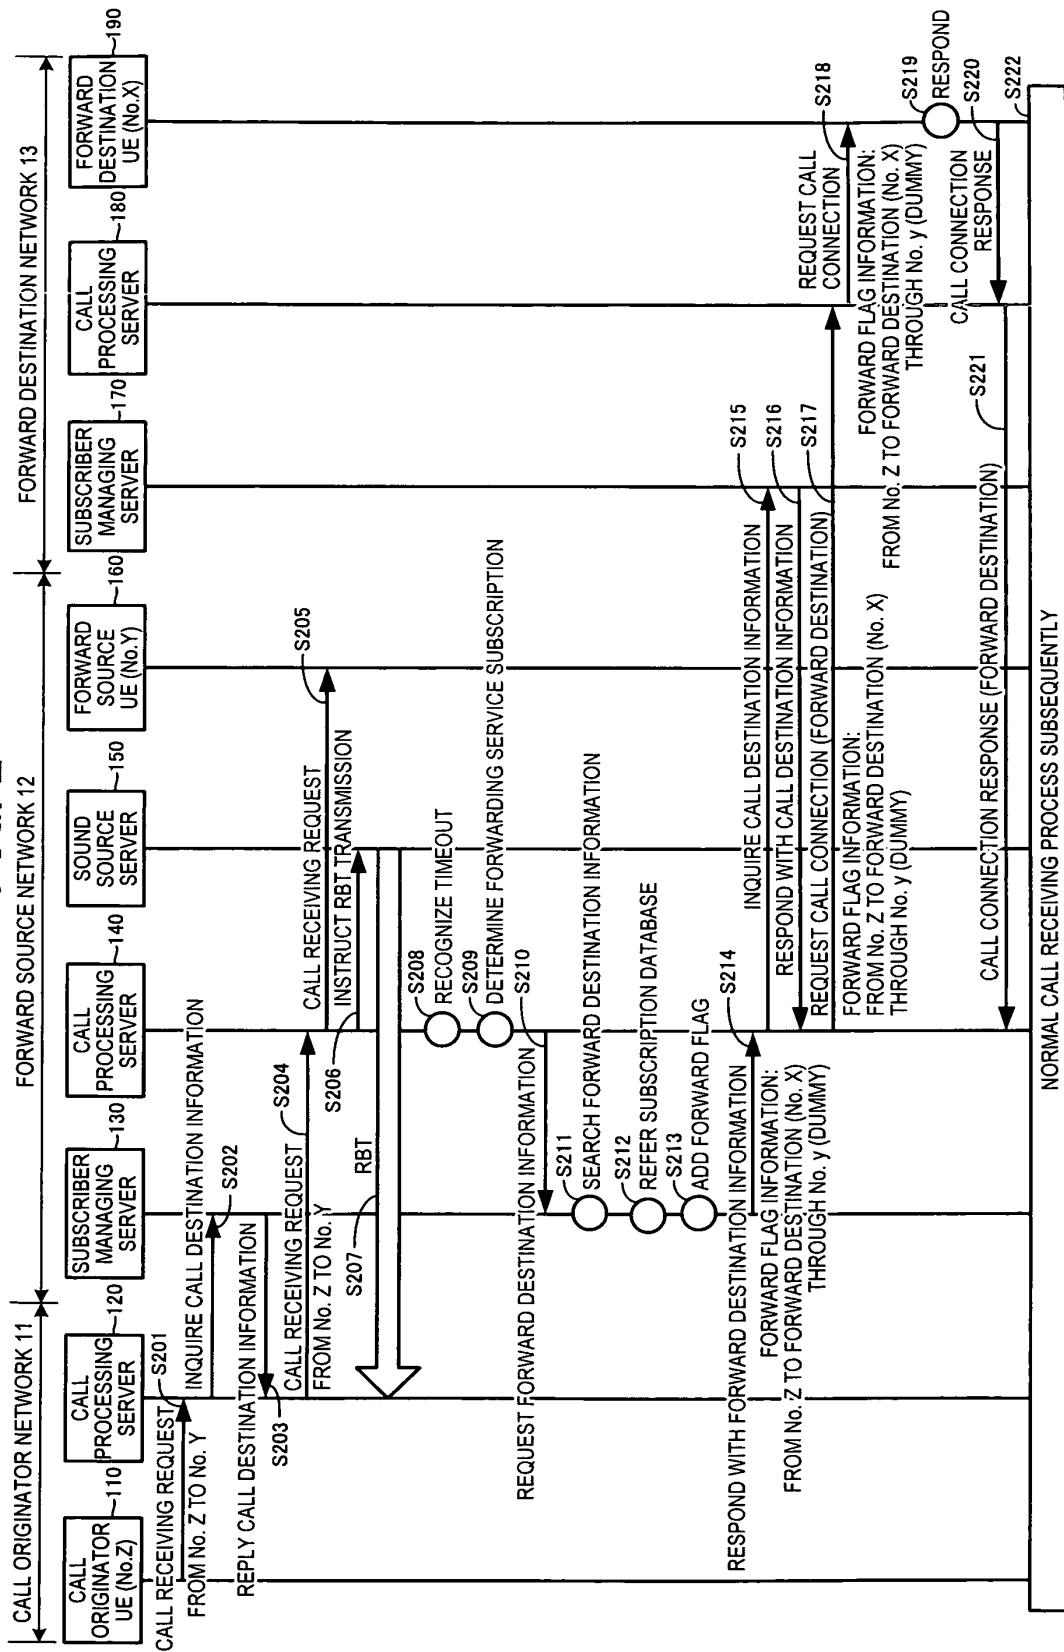 CALL ORIGINATOR NETWORK 11
FORWARD SOURCE NETWORK 12
FORWARD DESTINATION NETWORK 13
CALL
ORIGINATOR
UE (No.Z)
110
CALL
PROCESSING
SERVER
120
SUBSCRIBER
MANAGING
SERVER
130
CALL
PROCESSING
SERVER
140
SOUND
SOURCE
SERVER
150
FORWARD
SOURCE
UE (No.Y)
160
SUBSCRIBER
MANAGING
SERVER
170
CALL
PROCESSING
SERVER
180
FORWARD
DESTINATION
UE (No.X)
190
CALL RECEIVING REQUEST
FROM No. Z TO No. Y
S201
INQUIRE CALL DESTINATION INFORMATION
S202
REPLY CALL DESTINATION INFORMATION
S203
CALL RECEIVING REQUEST
FROM No. Z TO No. Y
S204
CALL RECEIVING REQUEST
S205
INSTRUCT RBT TRANSMISSION
S206
RBT
S207
S208
RECOGNIZE TIMEOUT
S209
DETERMINE FORWARDING SERVICE SUBSCRIPTION
S210
REQUEST FORWARD DESTINATION INFORMATION
S211
SEARCH FORWARD DESTINATION INFORMATION
S212
REFER SUBSCRIPTION DATABASE
S213
ADD FORWARD FLAG
S214
RESPOND WITH FORWARD DESTINATION INFORMATION
FORWARD FLAG INFORMATION:
FROM No. Z TO FORWARD DESTINATION (No. X)
THROUGH No. y (DUMMY)
INQUIRE CALL DESTINATION INFORMATION
S215
RESPOND WITH CALL DESTINATION INFORMATION
S216
REQUEST CALL CONNECTION (FORWARD DESTINATION)
S217
FORWARD FLAG INFORMATION:
FROM No. Z TO FORWARD DESTINATION (No. X)
THROUGH No. y (DUMMY)
REQUEST CALL
CONNECTION
S218
FORWARD FLAG INFORMATION:
FROM No. Z TO FORWARD DESTINATION (No. X)
THROUGH No. y (DUMMY)
S219
RESPOND
CALL CONNECTION
RESPONSE
S220
CALL CONNECTION RESPONSE (FORWARD DESTINATION)
S221
S222
NORMAL CALL RECEIVING PROCESS SUBSEQUENTLY